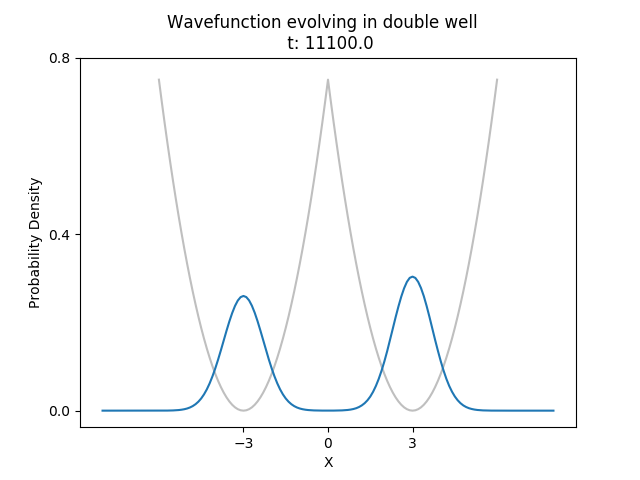 Wavefunction evolving in double well
t: 11100.0
0.8
0.4
0.0
Probability Density
−3
0
3
X